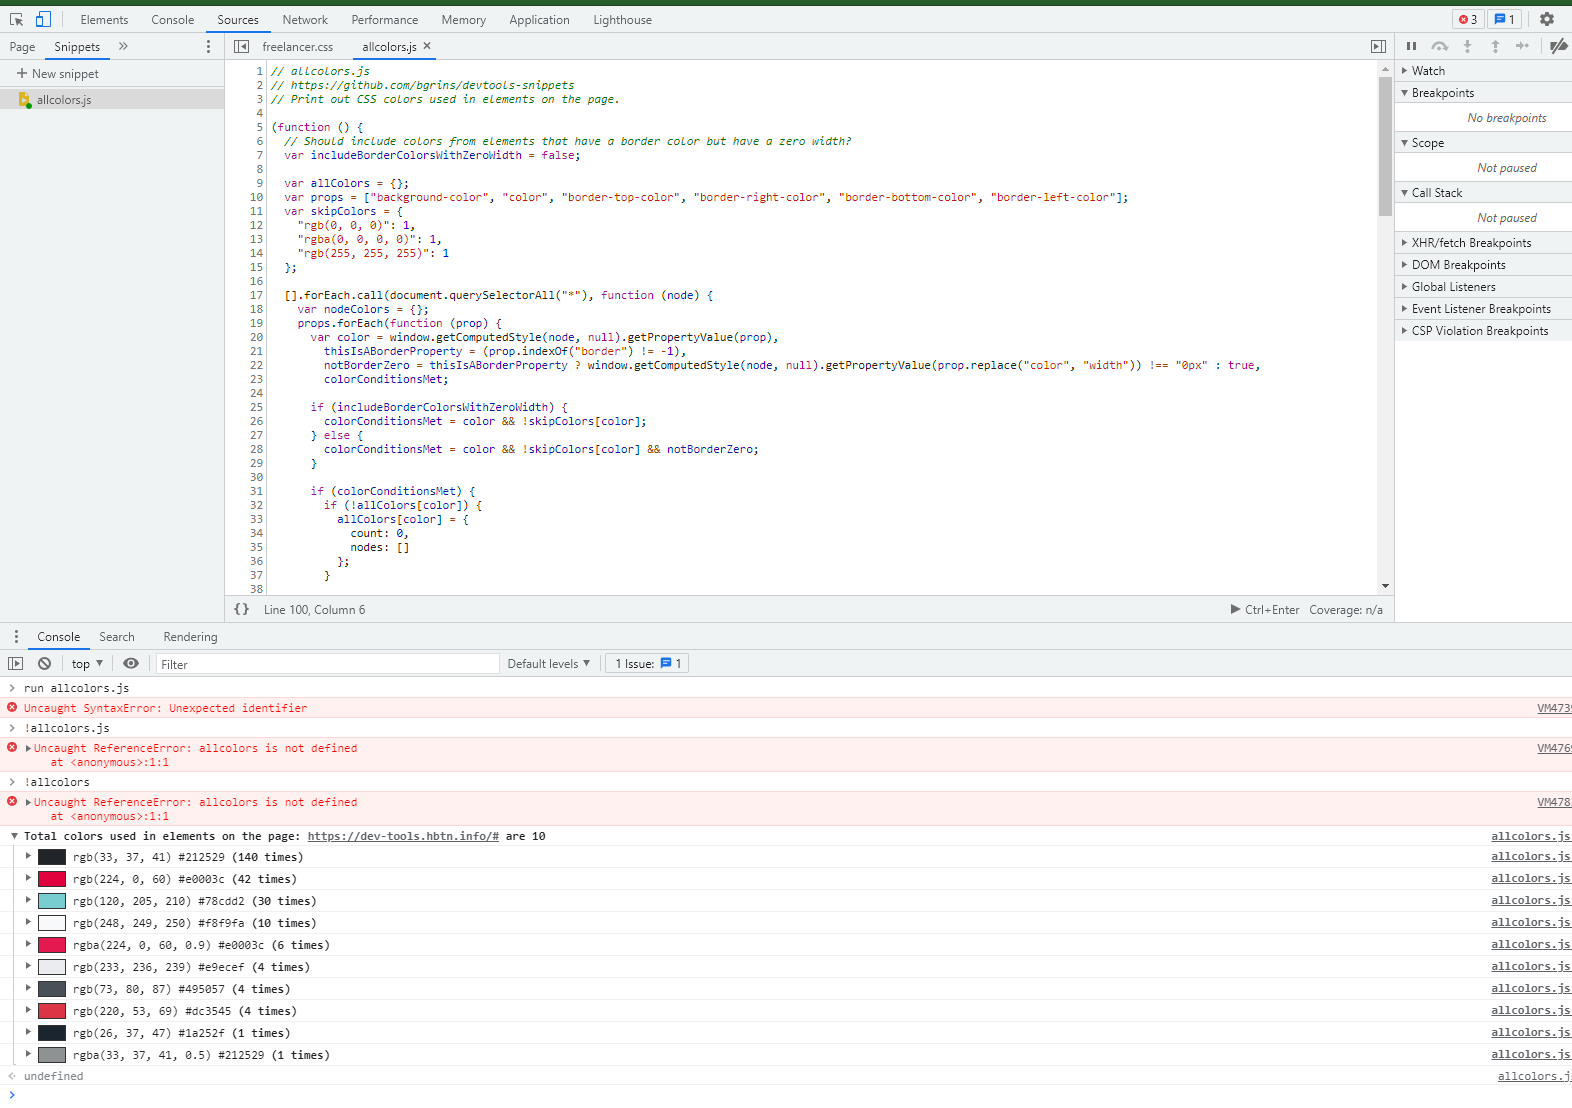 Elements Console Sources Network Performance Memory Application Lighthouse 3 1
Page Snippets freelancer.css allcolors.js
New snippet
allcolors.js
1 // allcolors.js
2 // https://github.com/bgrins/devtools-snippets
3 // Print out CSS colors used in elements on the page.
4
5 (function () {
6 // Should include colors from elements that have a border color but have a zero width?
7 var includeBorderColorsWithZeroWidth = false;
8
9 var allColors = {};
10 var props = ["background-color", "color", "border-top-color", "border-right-color", "border-bottom-color", "border-left-color"];
11 var skipColors = {
12 "rgb(0, 0, 0)": 1,
13 "rgba(0, 0, 0, 0)": 1,
14 "rgb(255, 255, 255)": 1
15 };
16
17 [].forEach.call(document.querySelectorAll("*"), function (node) {
18 var nodeColors = {};
19 props.forEach(function (prop) {
20 var color = window.getComputedStyle(node, null).getPropertyValue(prop),
21 thisIsABorderProperty = (prop.indexOf("border") != -1),
22 notBorderZero = thisIsABorderProperty ? window.getComputedStyle(node, null).getPropertyValue(prop.replace("color", "width")) !== "0px" : true,
23 colorConditionsMet;
24
25 if (includeBorderColorsWithZeroWidth) {
26 colorConditionsMet = color && !skipColors[color];
27 } else {
28 colorConditionsMet = color && !skipColors[color] && notBorderZero;
29 }
30
31 if (colorConditionsMet) {
32 if (!allColors[color]) {
33 allColors[color] = {
34 count: 0,
35 nodes: []
36 };
37 }
38
{} Line 100, Column 6 Ctrl+Enter Coverage: n/a
Watch
Breakpoints
No breakpoints
Scope
Not paused
Call Stack
Not paused
XHR/fetch Breakpoints
DOM Breakpoints
Global Listeners
Event Listener Breakpoints
CSP Violation Breakpoints
Console Search Rendering
top Filter Default levels 1 Issue: 1
> run allcolors.js
Uncaught SyntaxError: Unexpected identifier VM473
> !allcolors.js
Uncaught ReferenceError: allcolors is not defined VM476
at <anonymous>:1:1
> !allcolors
Uncaught ReferenceError: allcolors is not defined VM478
at <anonymous>:1:1
Total colors used in elements on the page: https://dev-tools.hbtn.info/# are 10 allcolors.js
rgb(33, 37, 41) #212529 (140 times) allcolors.js
rgb(224, 0, 60) #e0003c (42 times) allcolors.js
rgb(120, 205, 210) #78cdd2 (30 times) allcolors.js
rgb(248, 249, 250) #f8f9fa (10 times) allcolors.js
rgba(224, 0, 60, 0.9) #e0003c (6 times) allcolors.js
rgb(233, 236, 239) #e9ecef (4 times) allcolors.js
rgb(73, 80, 87) #495057 (4 times) allcolors.js
rgb(220, 53, 69) #dc3545 (4 times) allcolors.js
rgb(26, 37, 47) #1a252f (1 times) allcolors.js
rgba(33, 37, 41, 0.5) #212529 (1 times) allcolors.js
undefined allcolors.j
>